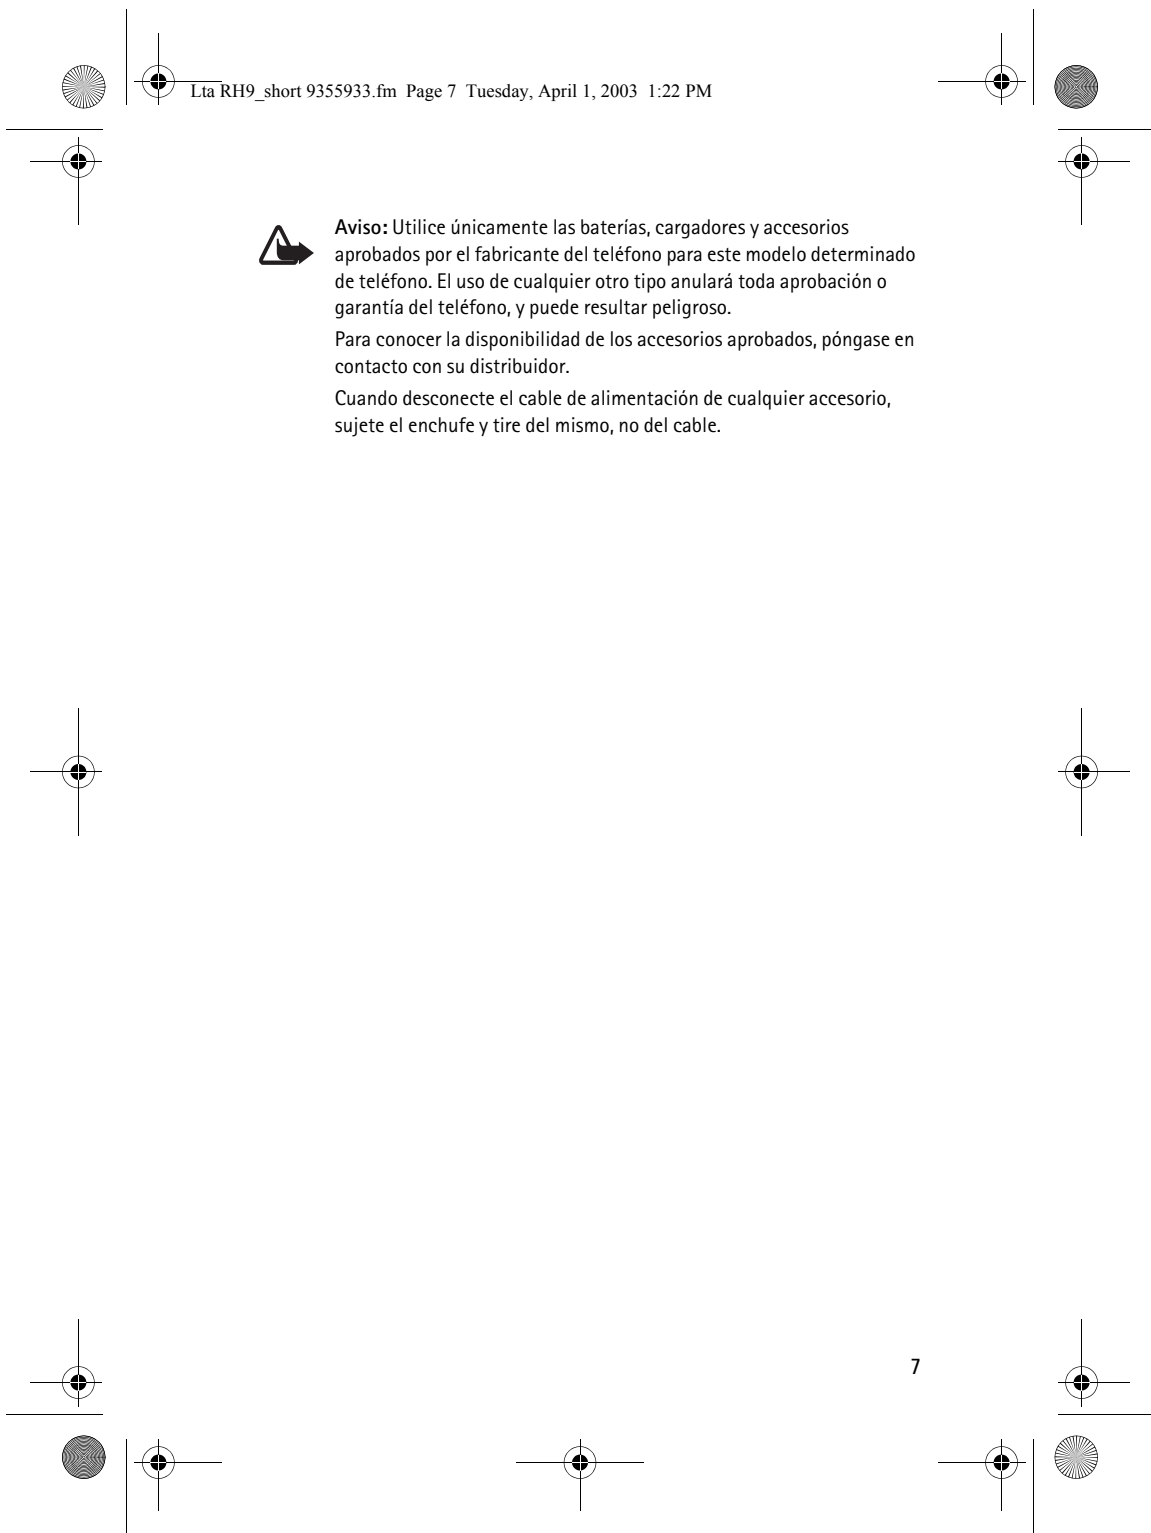 Lta RH9_short 9355933.fm  Page 7  Tuesday, April 1, 2003  1:22 PM
Aviso: Utilice únicamente las baterías, cargadores y accesorios
aprobados por el fabricante del teléfono para este modelo determinado
de teléfono. El uso de cualquier otro tipo anulará toda aprobación o
garantía del teléfono, y puede resultar peligroso.
Para conocer la disponibilidad de los accesorios aprobados, póngase en
contacto con su distribuidor.
Cuando desconecte el cable de alimentación de cualquier accesorio,
sujete el enchufe y tire del mismo, no del cable.
7